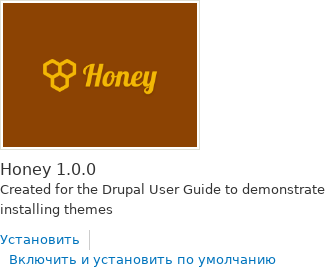 Honey
Honey 1.0.0
Created for the Drupal User Guide to demonstrate
installing themes
Установить
Включить и установить по умолчанию